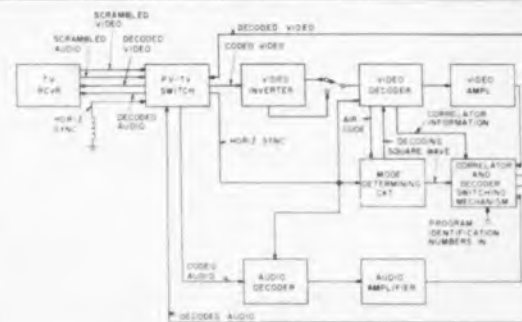 SCRAMBLED
VIDEO
SCRAMBLED
AUDIO
DECODED
VIDEO
DECODED VIDEO
CODED VIDEO
TV
RCVR
PV-TV
SWITCH
VIDEO
INVERTER
VIDEO
DECODER
VIDEO
AMPL
HORIZ
SYNC
DECODED
AUDIO
HORIZ SYNC
AIR
CODE
DECODING
SQUARE WAVE
CORRELATOR
INFORMATION
MODE
DETERMINING
CKT
CORRELATOR
AND
DECODER
SWITCHING
MECHANISM
PROGRAM
IDENTIFICATION
NUMBERS IN
CODED
AUDIO
AUDIO
DECODER
AUDIO
AMPLIFIER
DECODED AUDIO